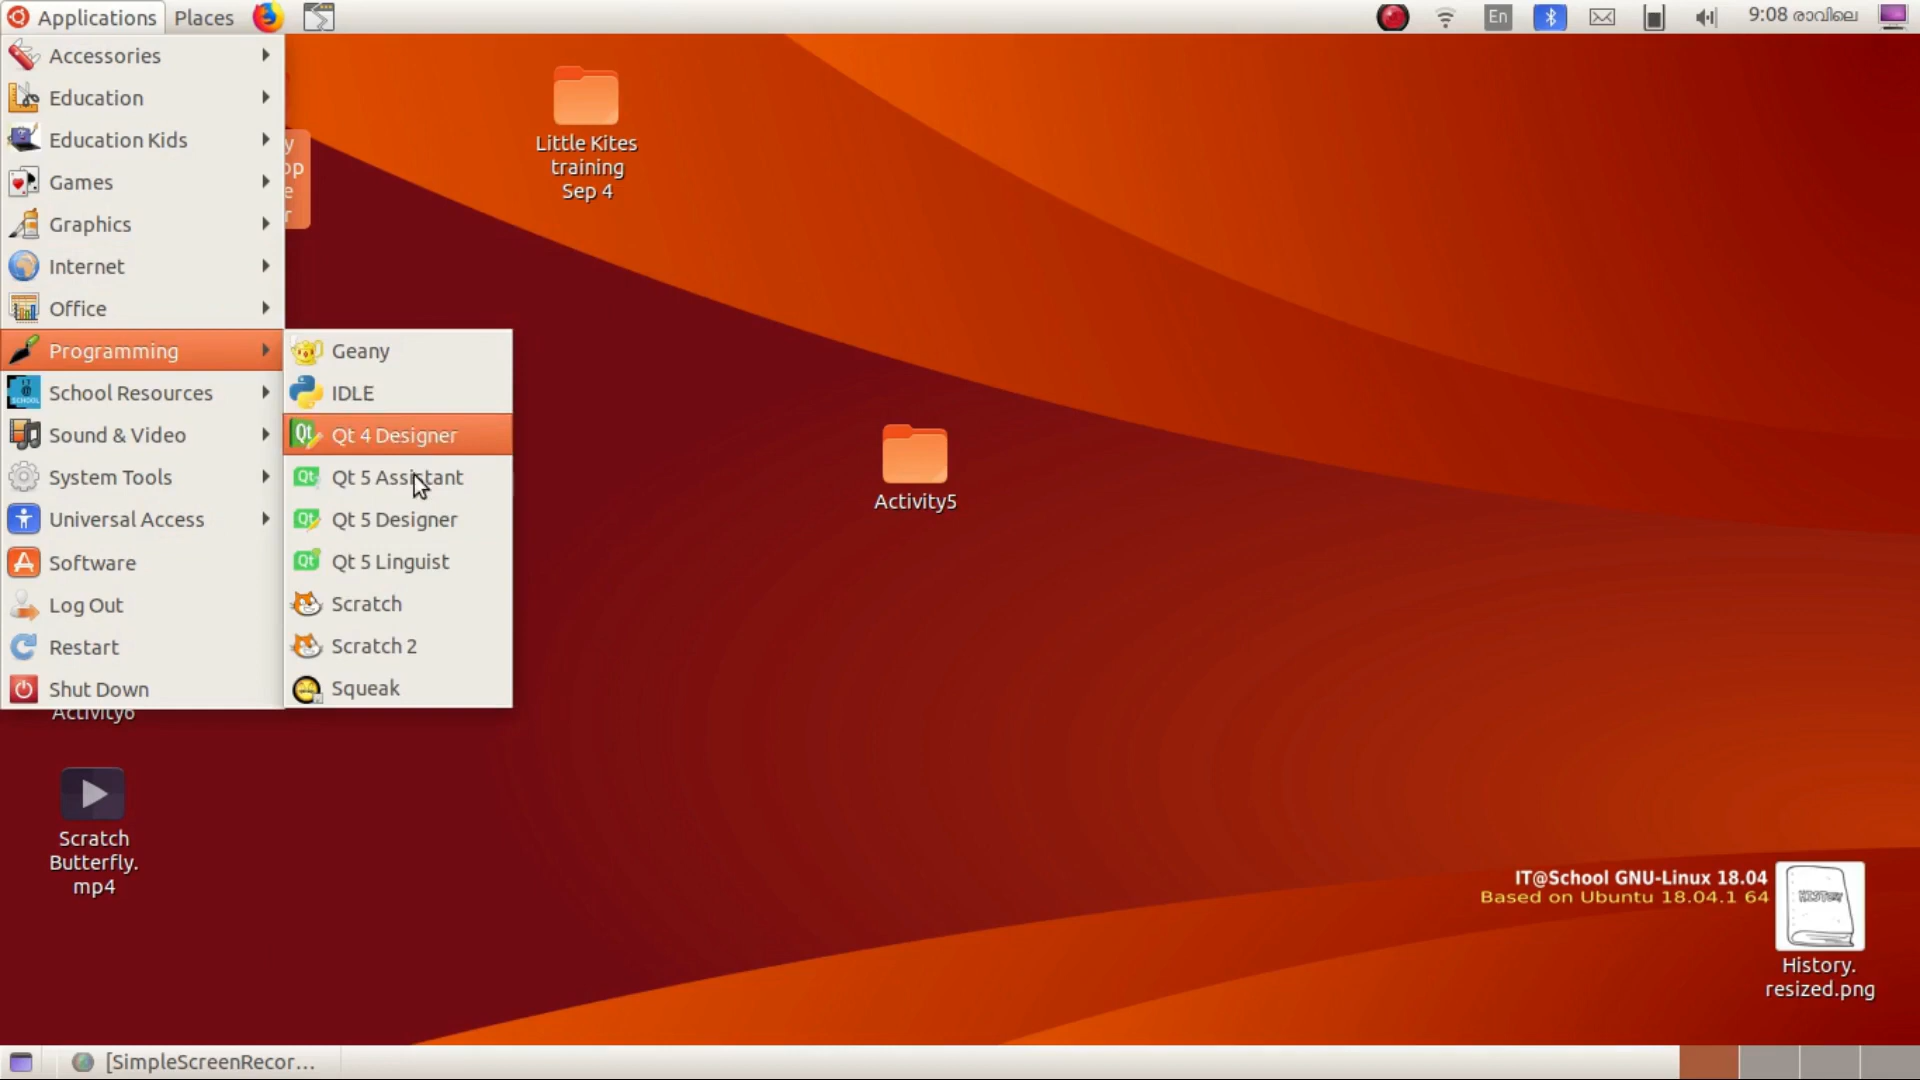 Applications Places
En
9:08 രാവിലെ
Accessories
Education
Education Kids
Games
Graphics
Internet
Office
Programming
School Resources
Sound & Video
System Tools
Universal Access
Software
Log Out
Restart
Shut Down
Geany
IDLE
Qt 4 Designer
Qt 5 Assistant
Qt 5 Designer
Qt 5 Linguist
Scratch
Scratch 2
Squeak
Little Kites
training
Sep 4
Activity5
Activity6
Scratch
Butterfly.
mp4
IT@School GNU-Linux 18.04
Based on Ubuntu 18.04.1 64
HISTORY
History.
resized.png
[SimpleScreenRecor...